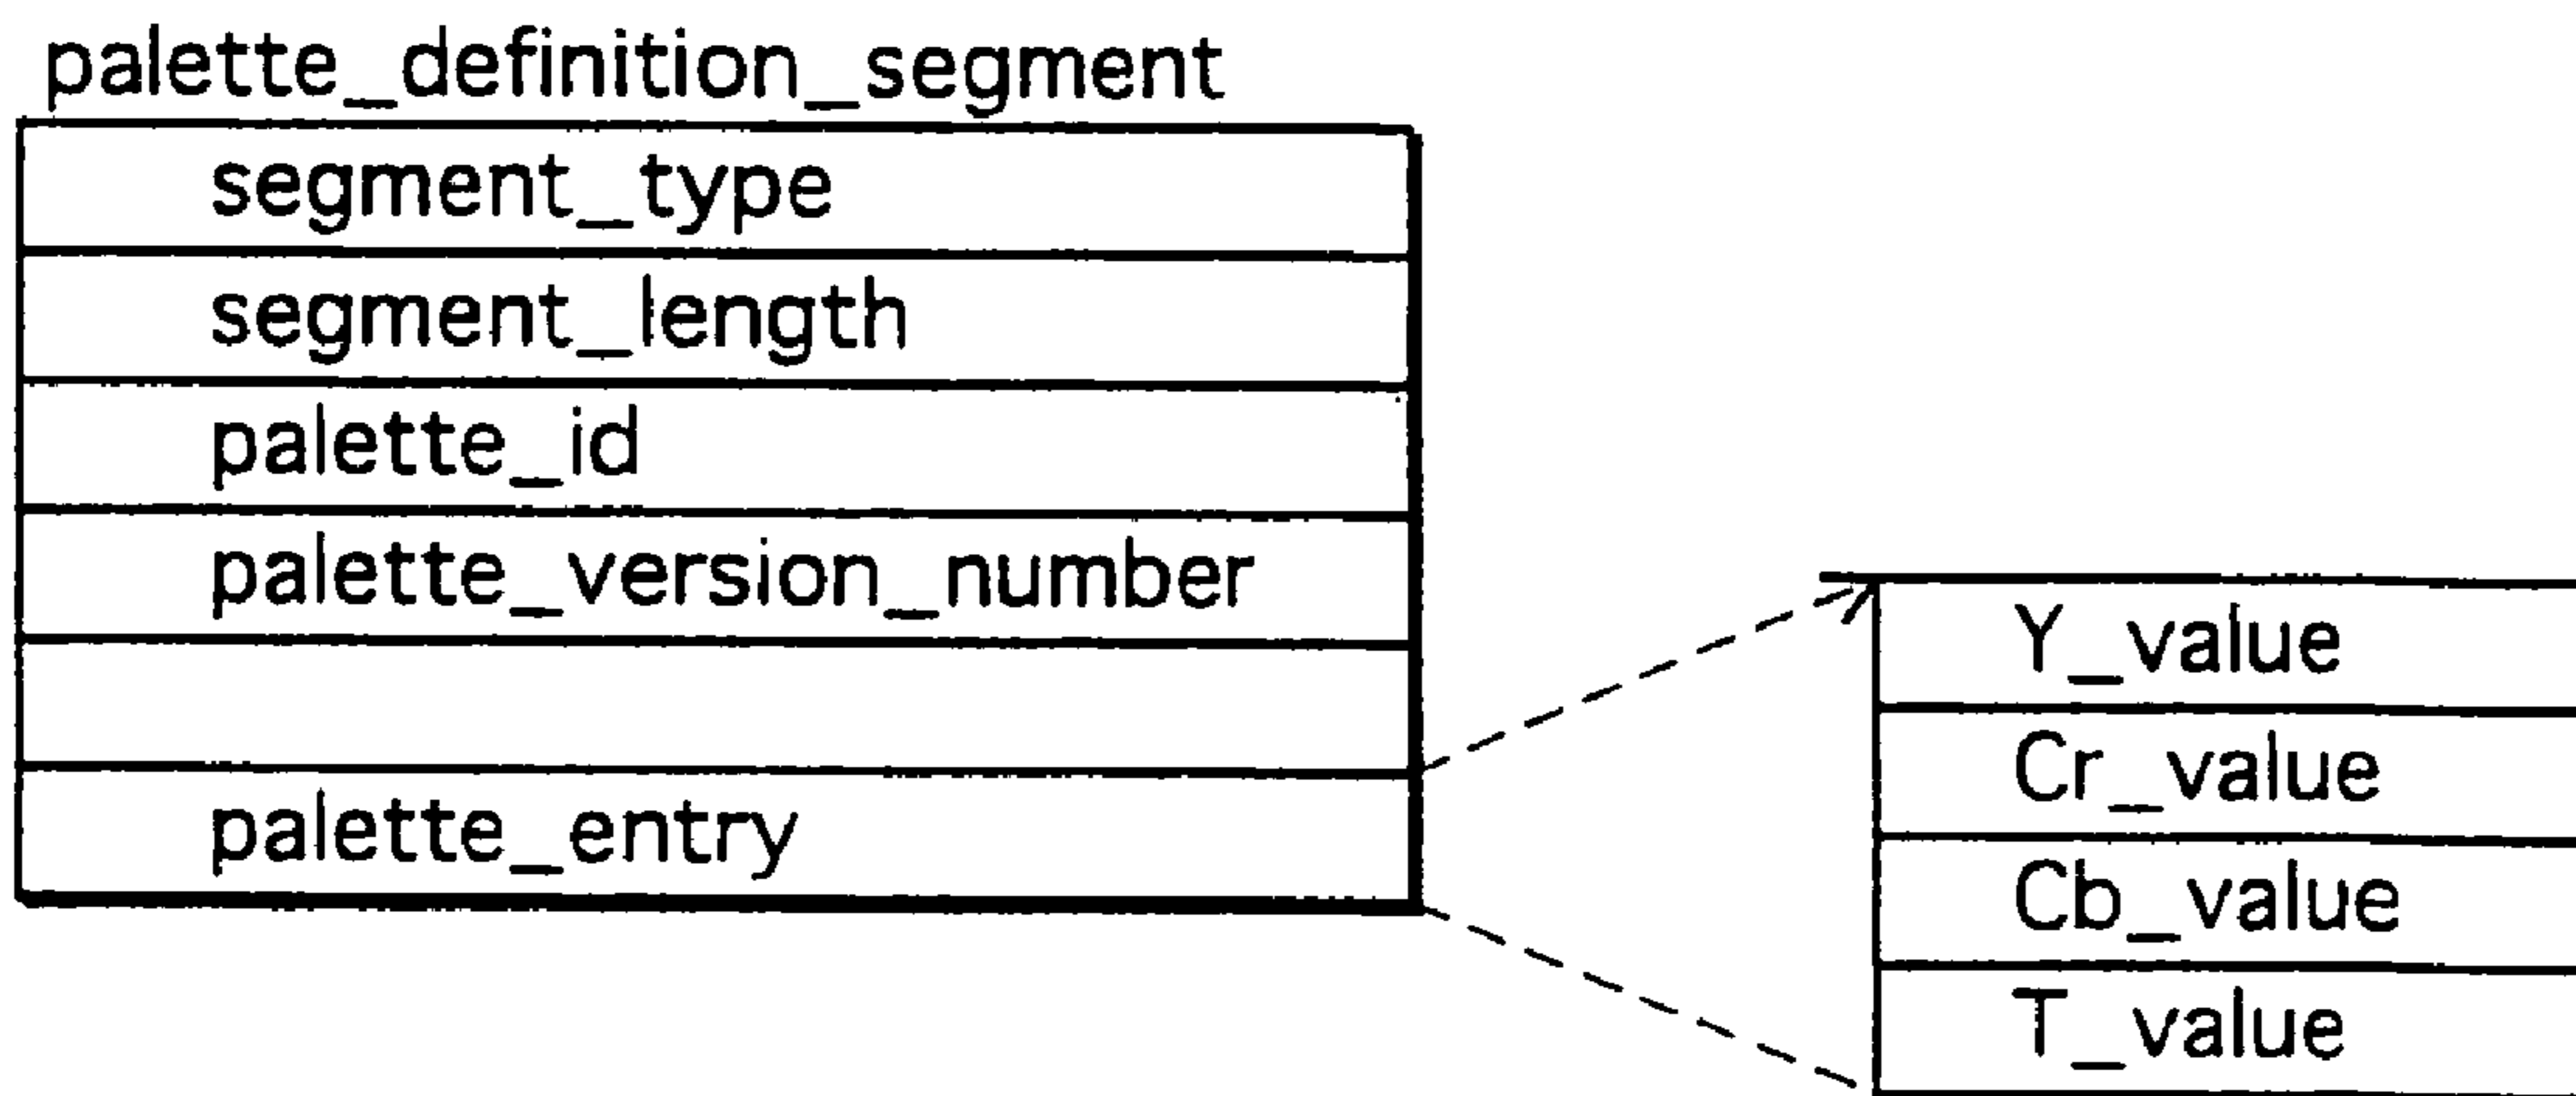 palette_definition_segment
segment_type
segment_length
palette_id
palette_version_number
palette_entry
Y_value
Cr_value
Cb_value
T_value